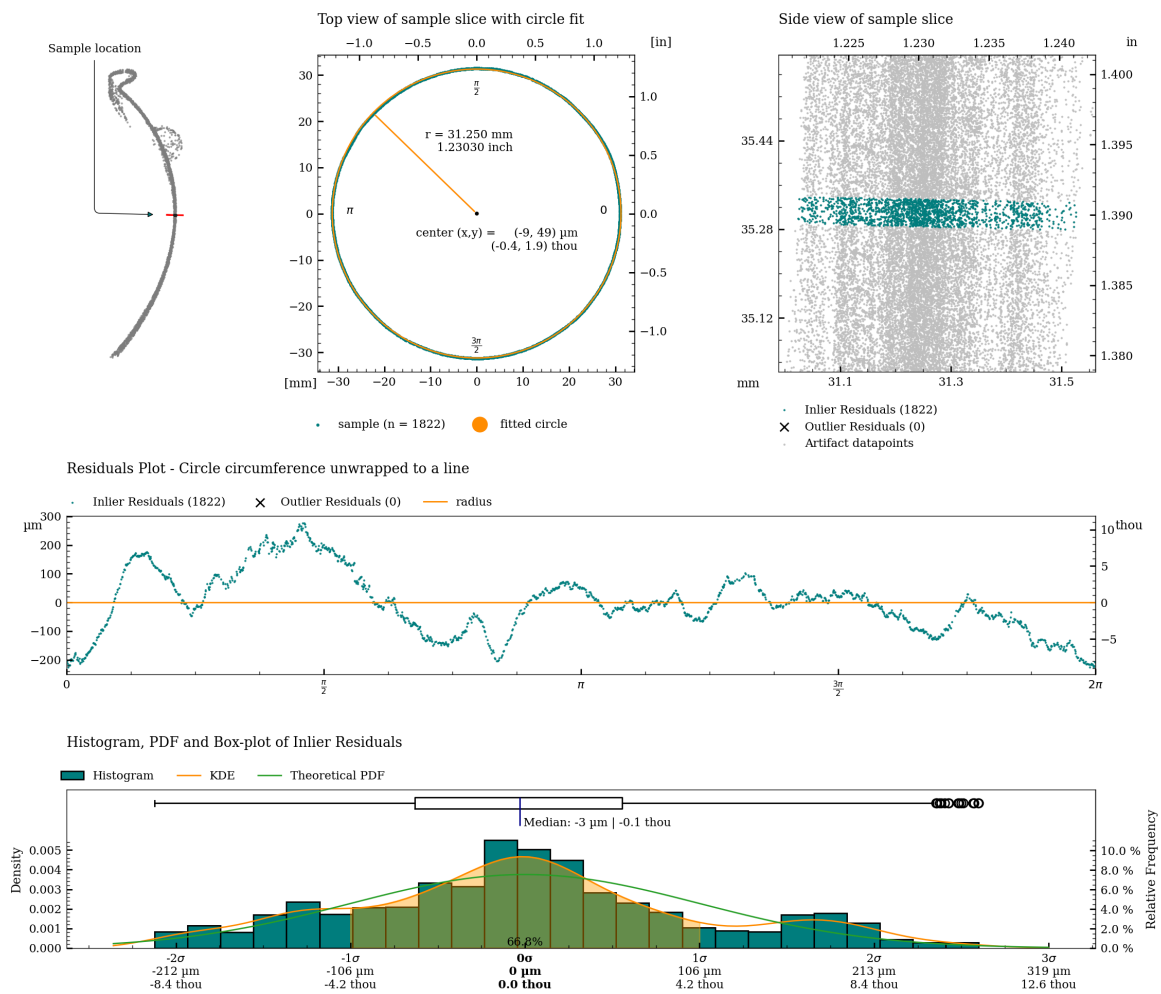 Sample location
Top view of sample slice with circle fit
−1.0 −0.5 0.0 0.5 1.0 [in]
30
20
10
0
−10
−20
−30
1.0
0.5
0.0
−0.5
−1.0
π/2
r = 31.250 mm
1.23030 inch
π
0
center (x,y) = (-9, 49) µm
(-0.4, 1.9) thou
3π/2
[mm] −30 −20 −10 0 10 20 30
sample (n = 1822) fitted circle
Side view of sample slice
1.225 1.230 1.235 1.240 in
35.44
35.28
35.12
1.400
1.395
1.390
1.385
1.380
mm 31.1 31.3 31.5
Inlier Residuals (1822)
Outlier Residuals (0)
Artifact datapoints
Residuals Plot - Circle circumference unwrapped to a line
Inlier Residuals (1822) Outlier Residuals (0) radius
µm
300
200
100
0
−100
−200
10 thou
5
0
−5
0 π/2 π 3π/2 2π
Histogram, PDF and Box-plot of Inlier Residuals
Histogram KDE Theoretical PDF
Median: -3 µm | -0.1 thou
Density
0.005
0.004
0.003
0.002
0.001
0.000
Relative Frequency
10.0 %
8.0 %
6.0 %
4.0 %
2.0 %
0.0 %
66.8%
-2σ -1σ 0σ 1σ 2σ 3σ
-212 µm -106 µm 0 µm 106 µm 213 µm 319 µm
-8.4 thou -4.2 thou 0.0 thou 4.2 thou 8.4 thou 12.6 thou